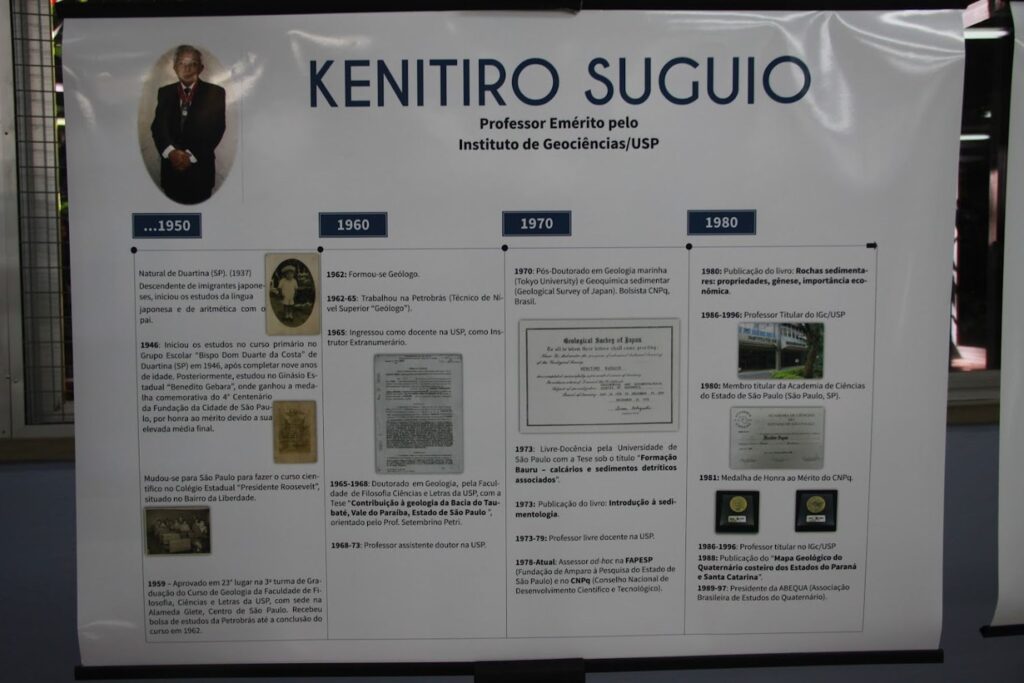 KENITIRO SUGUIO
Professor Emérito pelo
Instituto de Geociências/USP
...1950
Natural de Duartina (SP). (1937)
Descendente de imigrantes japone-
ses, iniciou os estudos da língua
japonesa e de aritmética com o
pai.
1946: Iniciou os estudos no curso primário no
Grupo Escolar "Bispo Dom Duarte da Costa" de
Duartina (SP) em 1946, após completar nove anos
de idade. Posteriormente, estudou no Ginásio Es-
tadual "Benedito Gebara", onde ganhou a meda-
lha comemorativa do 4° Centenário
da Fundação da Cidade de São Pau-
lo, por honra ao mérito devido a sua
elevada média final.
Mudou-se para São Paulo para fazer o curso cien-
tífico no Colégio Estadual "Presidente Roosevelt",
situado no Bairro da Liberdade.
1959 – Aprovado em 23° lugar na 3ª turma de Gra-
duação do Curso de Geologia da Faculdade de Fi-
losofia, Ciências e Letras da USP, com sede na
Alameda Glete, Centro de São Paulo. Recebeu
bolsa de estudos da Petrobrás até a conclusão do
curso em 1962.
1960
1962: Formou-se Geólogo.
1962-65: Trabalhou na Petrobrás (Técnico de Ní-
vel Superior "Geólogo").
1965: Ingressou como docente na USP, como Ins-
trutor Extranumerário.
1965-1968: Doutorado em Geologia, pela Facul-
dade de Filosofia Ciências e Letras da USP, com a
Tese "Contribuição à geologia da Bacia do Tau-
baté, Vale do Paraíba, Estado de São Paulo ",
orientado pelo Prof. Setembrino Petri.
1968-73: Professor assistente doutor na USP.
1970
1970: Pós-Doutorado em Geologia marinha
(Tokyo University) e Geoquímica sedimentar
(Geological Survey of Japan). Bolsista CNPq,
Brasil.
Geological Survey of Japan
KENITIRO SUGUIO
1973: Livre-Docência pela Universidade de
São Paulo com a Tese sob o título "Formação
Bauru – calcários e sedimentos detríticos
associados".
1973: Publicação do livro: Introdução à sedi-
mentologia.
1973-79: Professor livre docente na USP.
1978-Atual: Assessor ad-hoc na FAPESP
(Fundação de Amparo à Pesquisa do Estado de
São Paulo) e no CNPq (Conselho Nacional de
Desenvolvimento Científico e Tecnológico).
1980
1980: Publicação do livro: Rochas sedimenta-
res: propriedades, gênese, importância eco-
nômica.
1986-1996: Professor Titular do IGc/USP
1980: Membro titular da Academia de Ciências
do Estado de São Paulo (São Paulo, SP).
ACADEMIA DE CIÊNCIAS
DO
ESTADO DE SÃO PAULO
1981: Medalha de Honra ao Mérito do CNPq.
1986-1996: Professor titular no IGc/USP
1988: Publicação do "Mapa Geológico do
Quaternário costeiro dos Estados do Paraná
e Santa Catarina".
1989-97: Presidente da ABEQUA (Associação
Brasileira de Estudos do Quaternário).